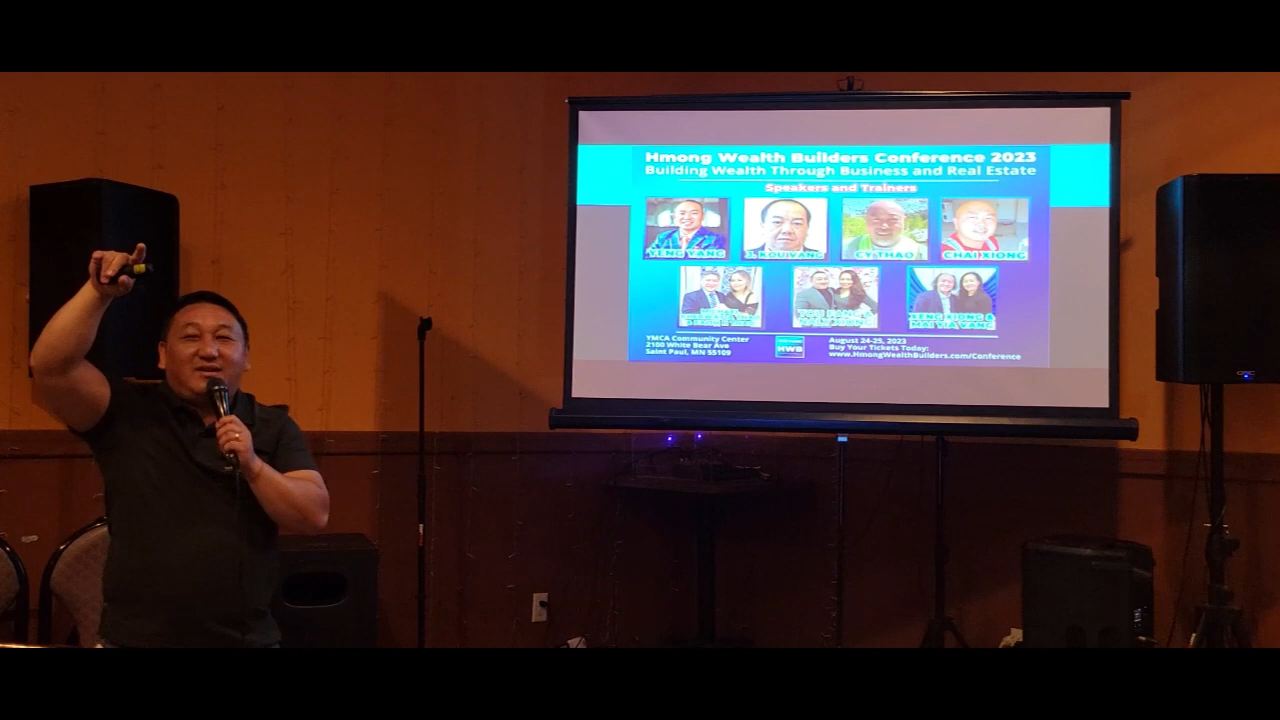 Hmong Wealth Builders Conference 2023
Building Wealth Through Business and Real Estate
Speakers and Trainers
YENG YANG
J. KOUIVANG
CY THAO
CHAI XIONG
XENG XIONG &
MAI YIA VANG
YMCA Community Center
2100 White Bear Ave
Saint Paul, MN 55109
HWB
August 24-25, 2023
Buy Your Tickets Today:
www.HmongWealthBuilders.com/Conference
QSC